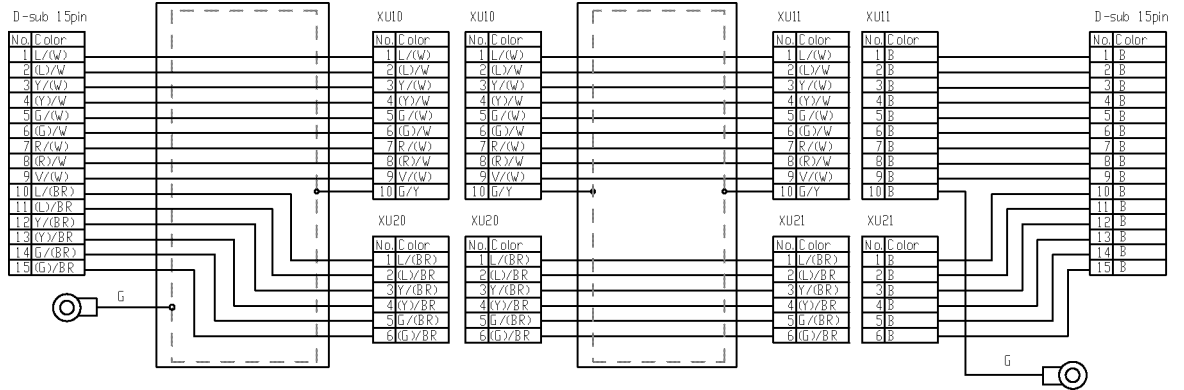 D-sub 15pin
No. Color
1 L/(W)
2 (L)/W
3 Y/(W)
4 (Y)/W
5 G/(W)
6 (G)/W
7 R/(W)
8 (R)/W
9 V/(W)
10 L/(BR)
11 (L)/BR
12 Y/(BR)
13 (Y)/BR
14 G/(BR)
15 (G)/BR
G
XU10
No. Color
1 L/(W)
2 (L)/W
3 Y/(W)
4 (Y)/W
5 G/(W)
6 (G)/W
7 R/(W)
8 (R)/W
9 V/(W)
10 G/Y
XU20
No. Color
1 L/(BR)
2 (L)/BR
3 Y/(BR)
4 (Y)/BR
5 G/(BR)
6 (G)/BR
XU10
No. Color
1 L/(W)
2 (L)/W
3 Y/(W)
4 (Y)/W
5 G/(W)
6 (G)/W
7 R/(W)
8 (R)/W
9 V/(W)
10 G/Y
XU20
No. Color
1 L/(BR)
2 (L)/BR
3 Y/(BR)
4 (Y)/BR
5 G/(BR)
6 (G)/BR
XU11
No. Color
1 L/(W)
2 (L)/W
3 Y/(W)
4 (Y)/W
5 G/(W)
6 (G)/W
7 R/(W)
8 (R)/W
9 V/(W)
10 G/Y
XU21
No. Color
1 L/(BR)
2 (L)/BR
3 Y/(BR)
4 (Y)/BR
5 G/(BR)
6 (G)/BR
XU11
No. Color
1 B
2 B
3 B
4 B
5 B
6 B
7 B
8 B
9 B
10 B
XU21
No. Color
1 B
2 B
3 B
4 B
5 B
6 B
D-sub 15pin
No. Color
1 B
2 B
3 B
4 B
5 B
6 B
7 B
8 B
9 B
10 B
11 B
12 B
13 B
14 B
15 B
G